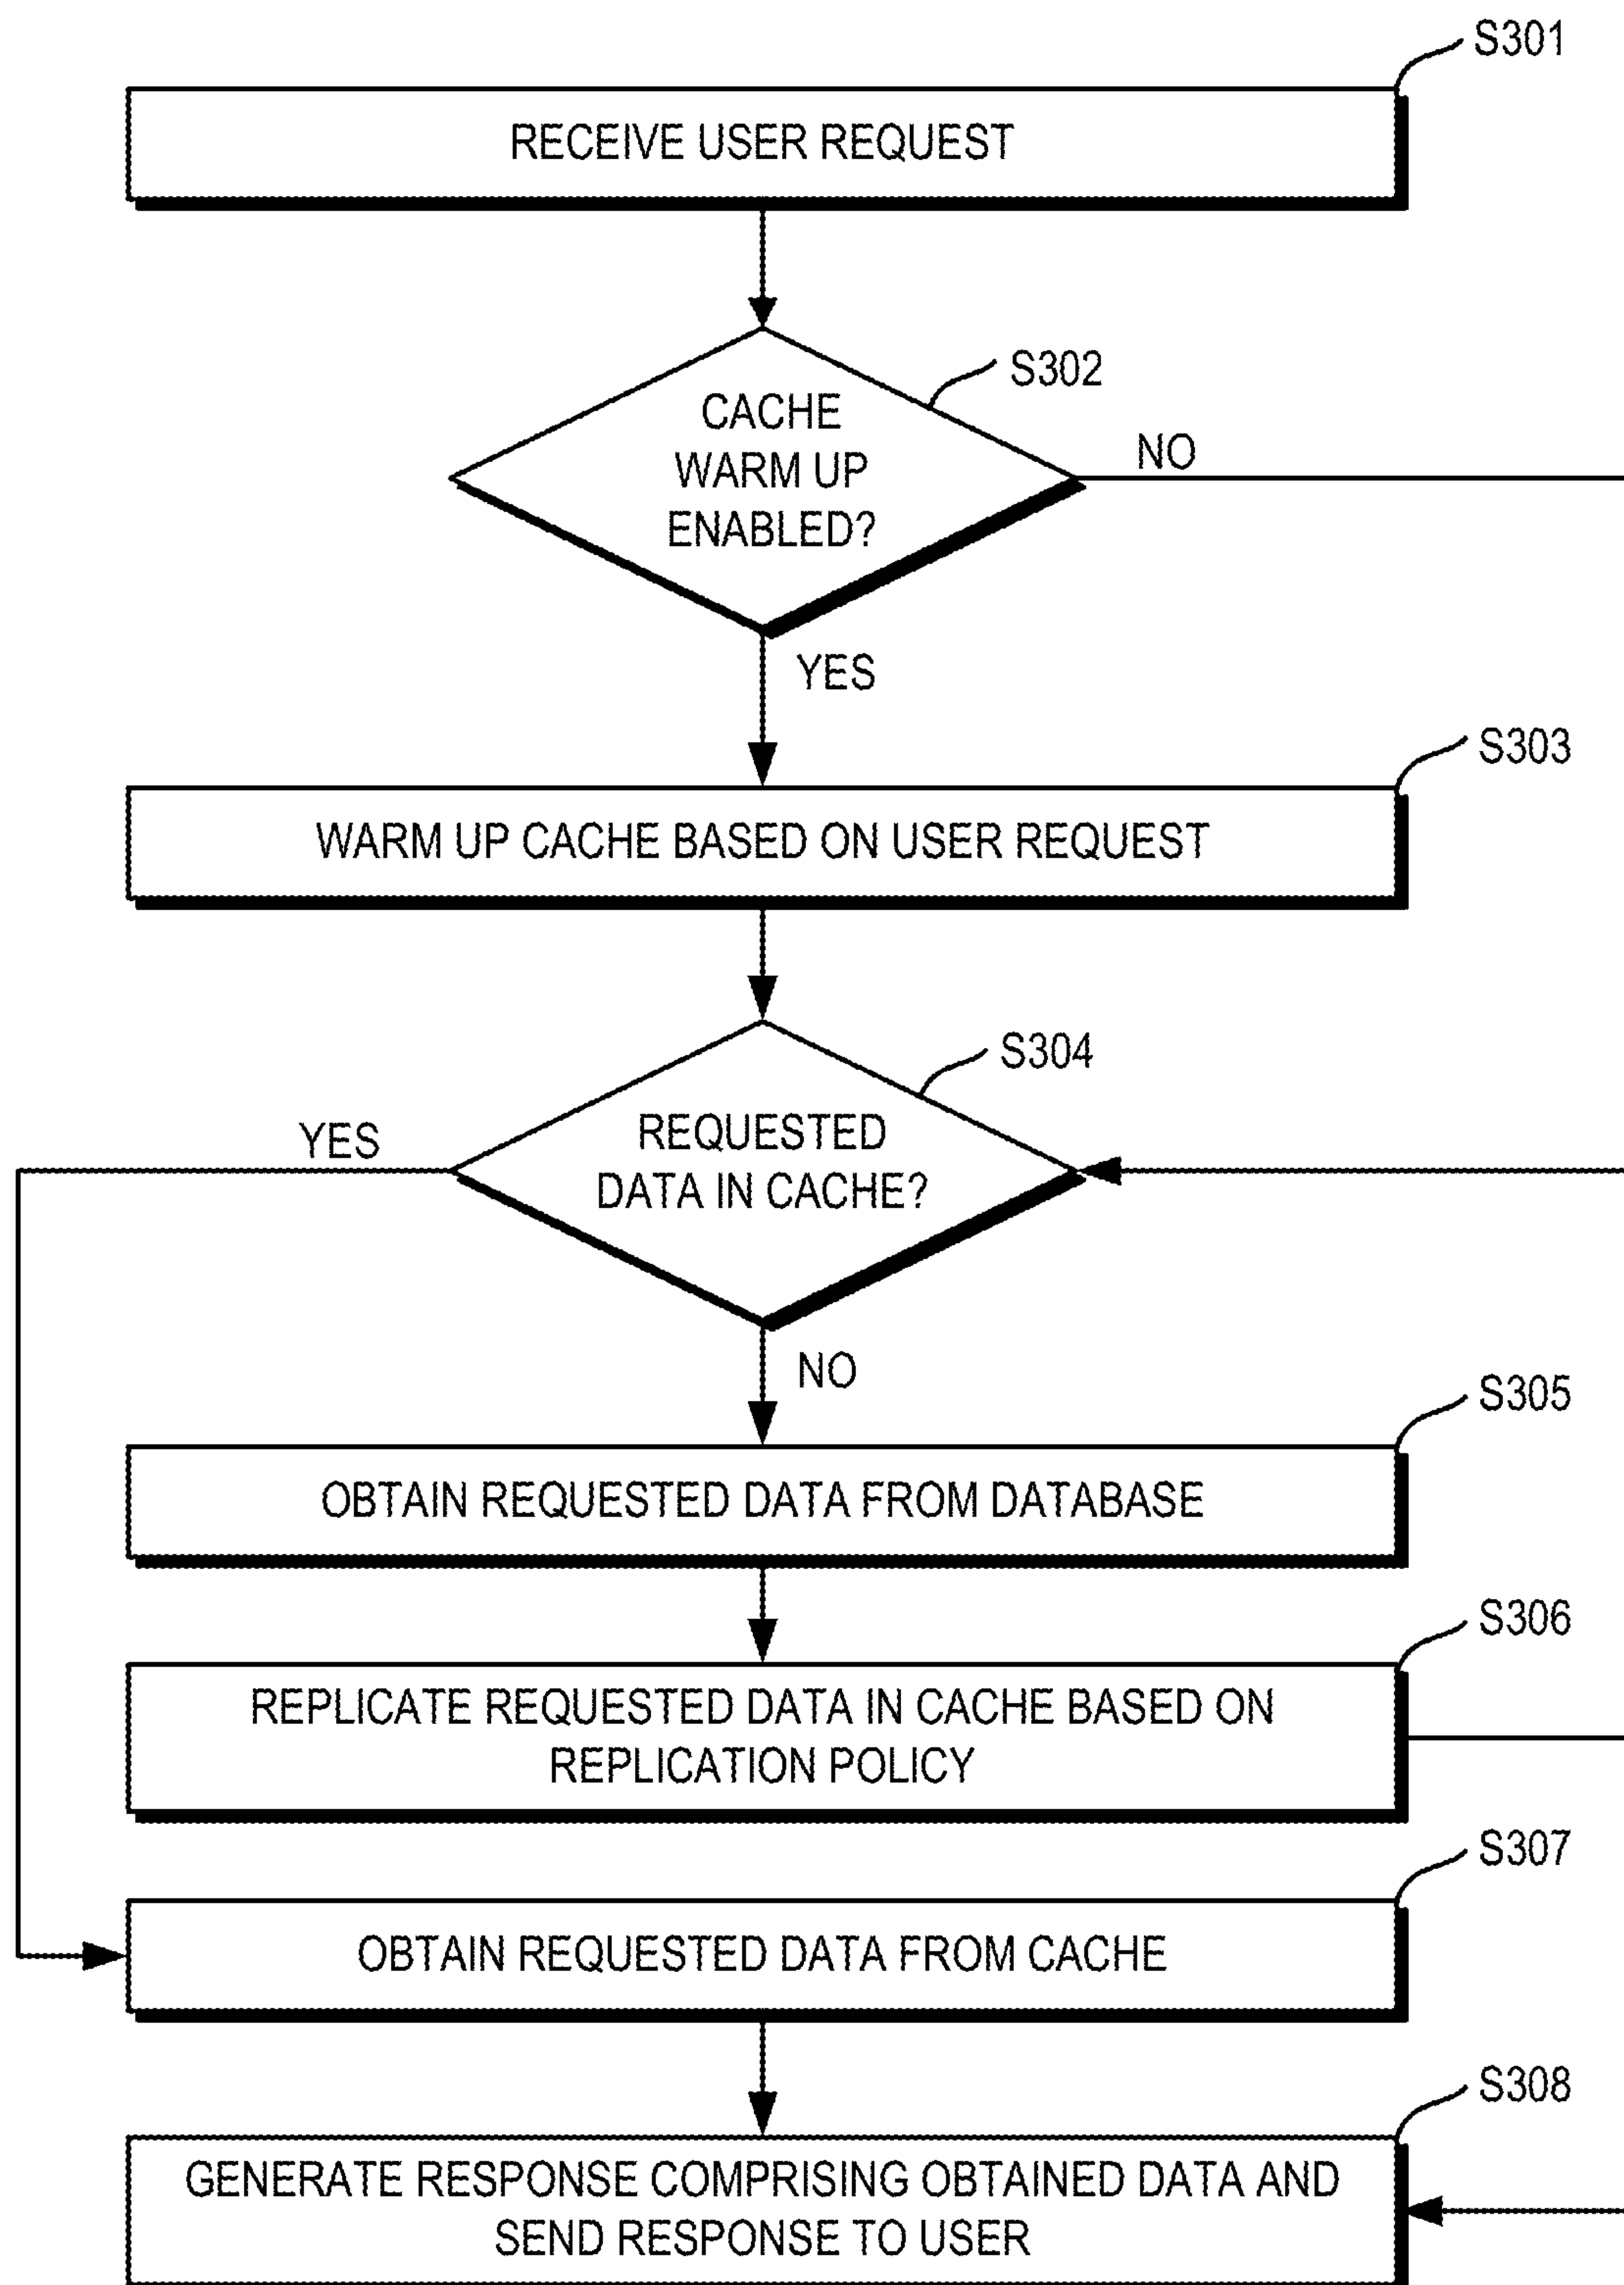 S301
RECEIVE USER REQUEST
S302
CACHE
WARM UP
ENABLED?
NO
YES
S303
WARM UP CACHE BASED ON USER REQUEST
S304
YES
REQUESTED
DATA IN CACHE?
NO
S305
OBTAIN REQUESTED DATA FROM DATABASE
S306
REPLICATE REQUESTED DATA IN CACHE BASED ON
REPLICATION POLICY
S307
OBTAIN REQUESTED DATA FROM CACHE
S308
GENERATE RESPONSE COMPRISING OBTAINED DATA AND
SEND RESPONSE TO USER